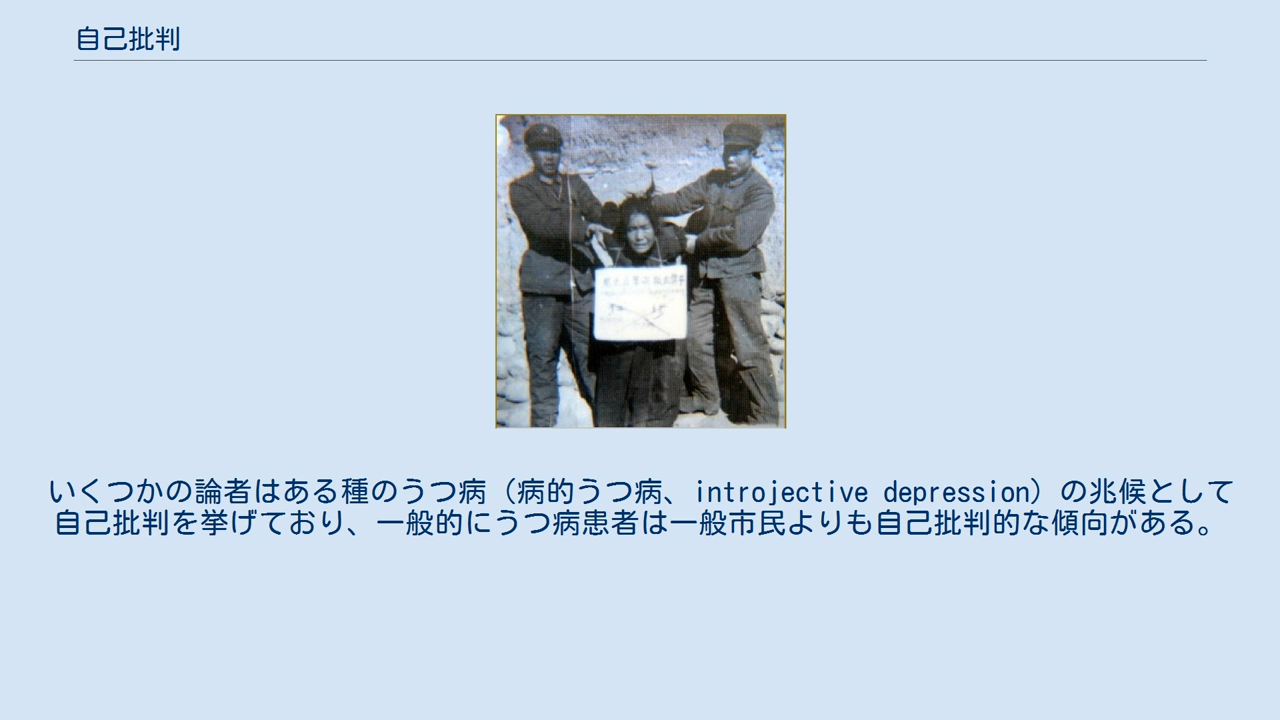 自己批判
いくつかの論者はある種のうつ病（病的うつ病、introjective depression）の兆候として
自己批判を挙げており、一般的にうつ病患者は一般市民よりも自己批判的な傾向がある。